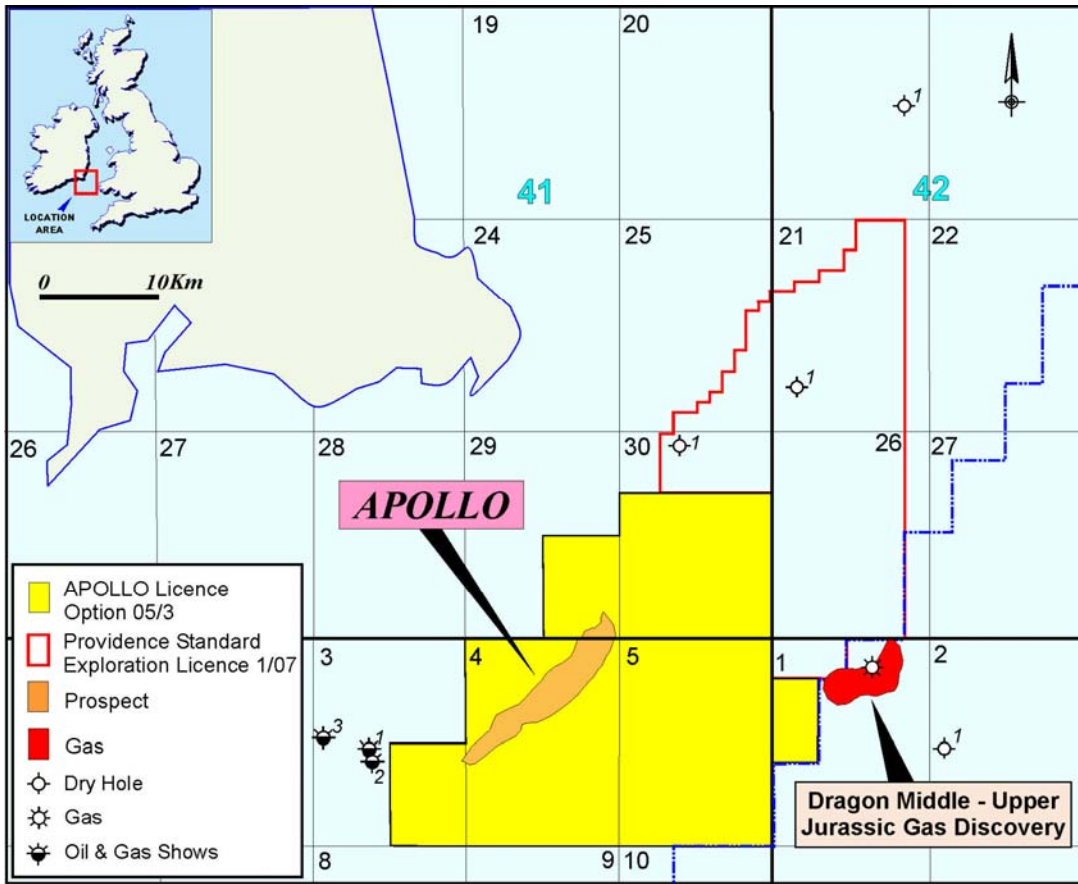 19
20
1
41
42
LOCATION
AREA
24
25
21
22
0 10Km
1
26
27
28
29
30
1
26
27
APOLLO
APOLLO Licence
Option 05/3
Providence Standard
Exploration Licence 1/07
Prospect
Gas
Dry Hole
Gas
Oil & Gas Shows
3
4
5
1
2
3
1
2
1
Dragon Middle - Upper
Jurassic Gas Discovery
8
9
10